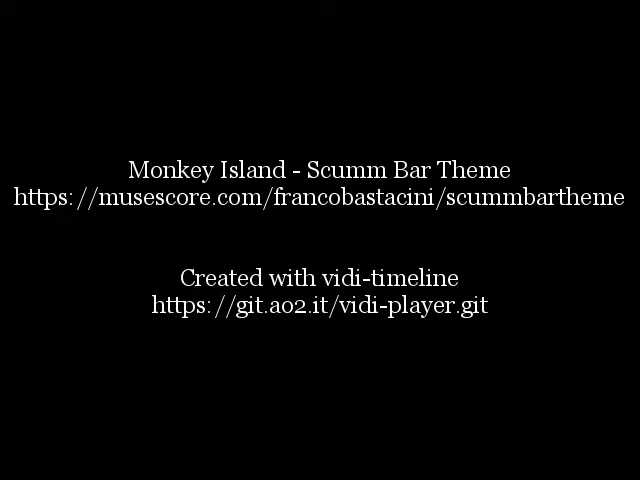 Monkey Island - Scumm Bar Theme
https://musescore.com/francobastacini/scummbartheme
Created with vidi-timeline
https://git.ao2.it/vidi-player.git